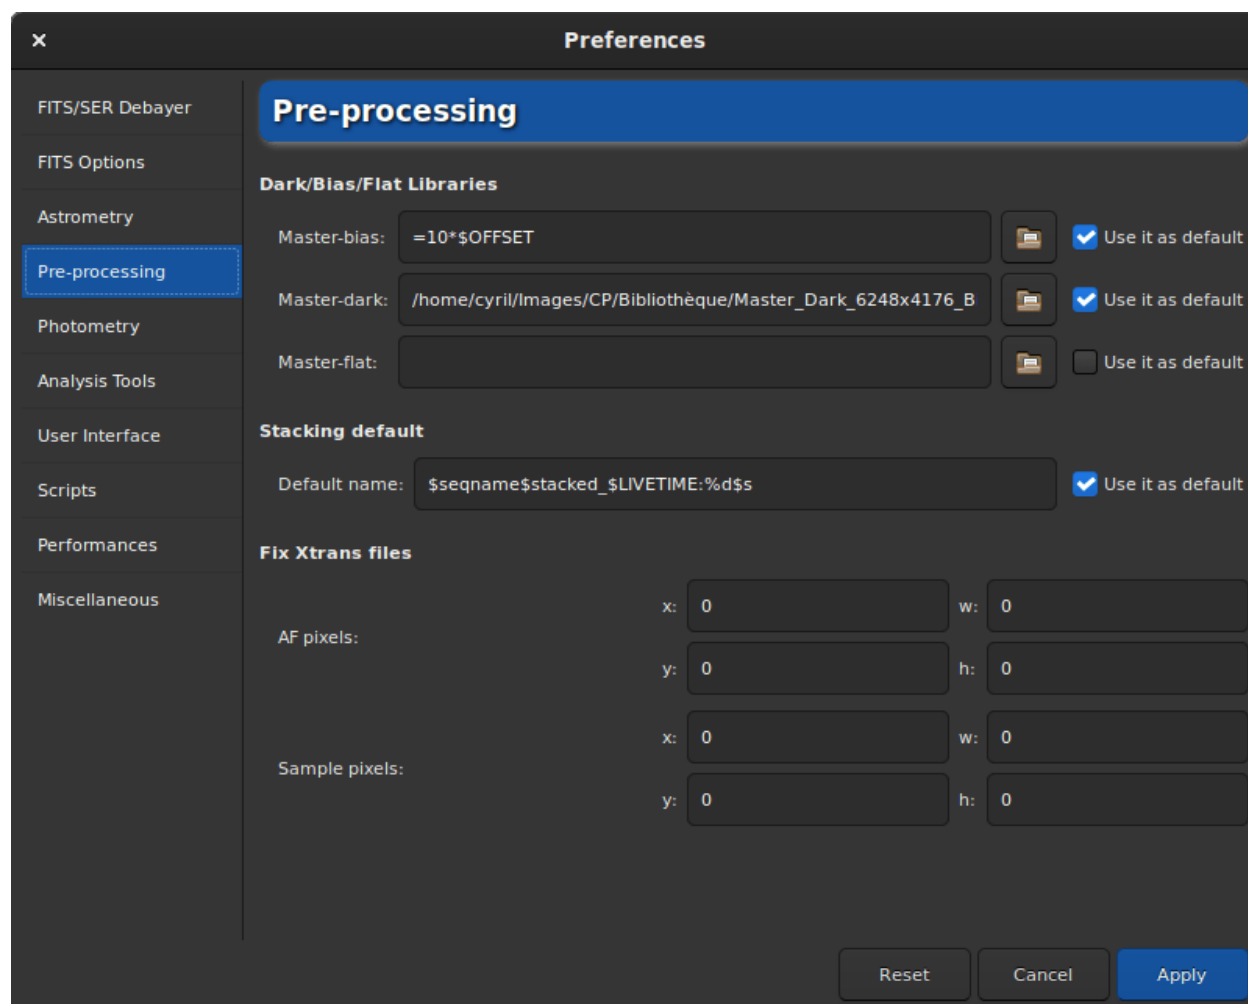 Preferences
FITS/SER Debayer
FITS Options
Astrometry
Pre-processing
Photometry
Analysis Tools
User Interface
Scripts
Performances
Miscellaneous
Pre-processing
Dark/Bias/Flat Libraries
Master-bias: =10*$OFFSET Use it as default
Master-dark: /home/cyril/Images/CP/Bibliothèque/Master_Dark_6248x4176_B Use it as default
Master-flat: Use it as default
Stacking default
Default name: $seqname$stacked_$LIVETIME:%d$s Use it as default
Fix Xtrans files
AF pixels:
x: 0 w: 0
y: 0 h: 0
Sample pixels:
x: 0 w: 0
y: 0 h: 0
Reset Cancel Apply